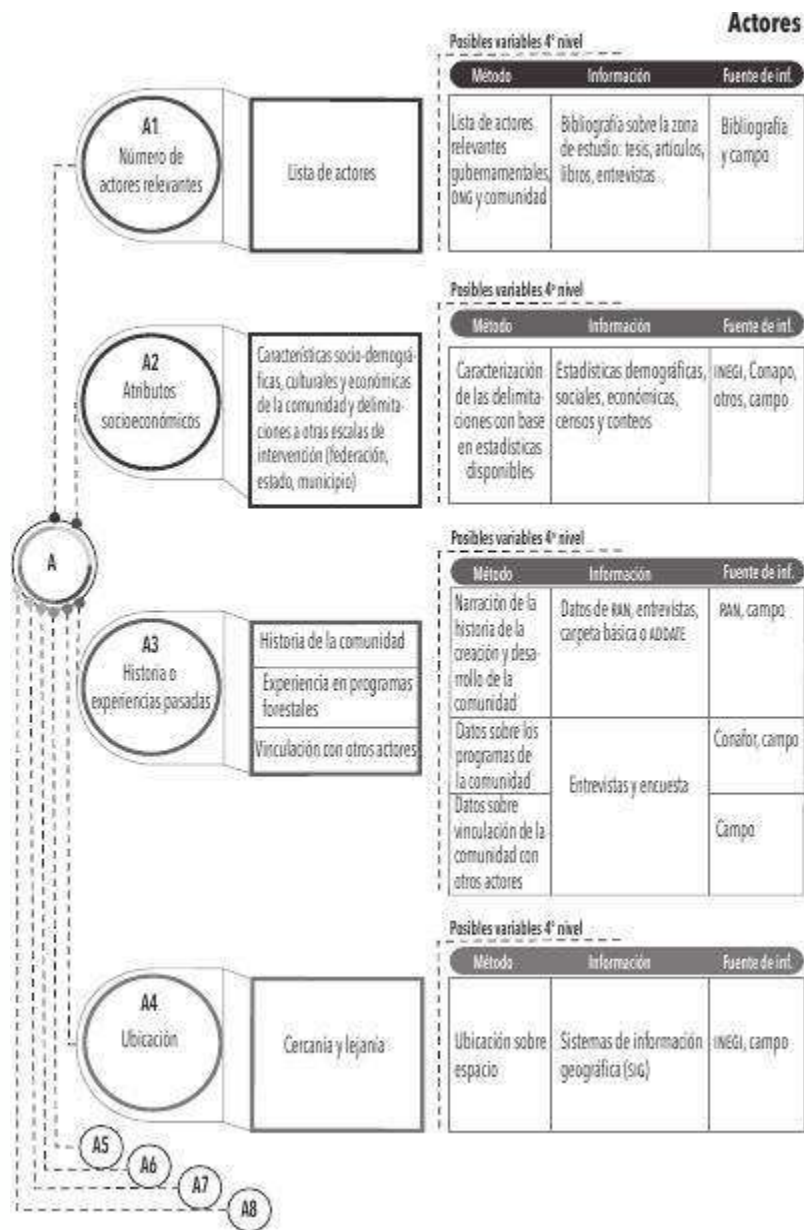 Actores
Posibles variables 4° nivel
Método Información Fuente de inf.
A1
Número de
actores relevantes
Lista de actores
Lista de actores
relevantes
gubernamentales,
ONG y comunidad
Bibliografía sobre la zona
de estudio: tesis, artículos,
libros, entrevistas
Bibliografía
y campo
Posibles variables 4° nivel
Método Información Fuente de inf.
A2
Atributos
socioeconómicos
Características socio-demográ-
ficas, culturales y económicas
de la comunidad y delimita-
ciones a otras escalas de
intervención (federación,
estado, municipio)
Caracterización
de las delimita-
ciones con base
en estadísticas
disponibles
Estadísticas demográficas,
sociales, económicas,
censos y conteos
INEGI, Conapo,
otros, campo
A
Posibles variables 4° nivel
Método Información Fuente de inf.
A3
Historia o
experiencias pasadas
Historia de la comunidad
Experiencia en programas
forestales
Vinculación con otros actores
Narración de la
historia de la
creación y desa-
rrollo de la
comunidad
Datos de RAN, entrevistas,
carpeta básica o ADDATE
RAN, campo
Datos sobre los
programas de
la comunidad
Entrevistas y encuesta
Conafor, campo
Datos sobre
vinculación de la
comunidad con
otros actores
Campo
Posibles variables 4° nivel
Método Información Fuente de inf.
A4
Ubicación
Cercanía y lejanía
Ubicación sobre
espacio
Sistemas de información
geográfica (SIG)
INEGI, campo
A5
A6
A7
A8